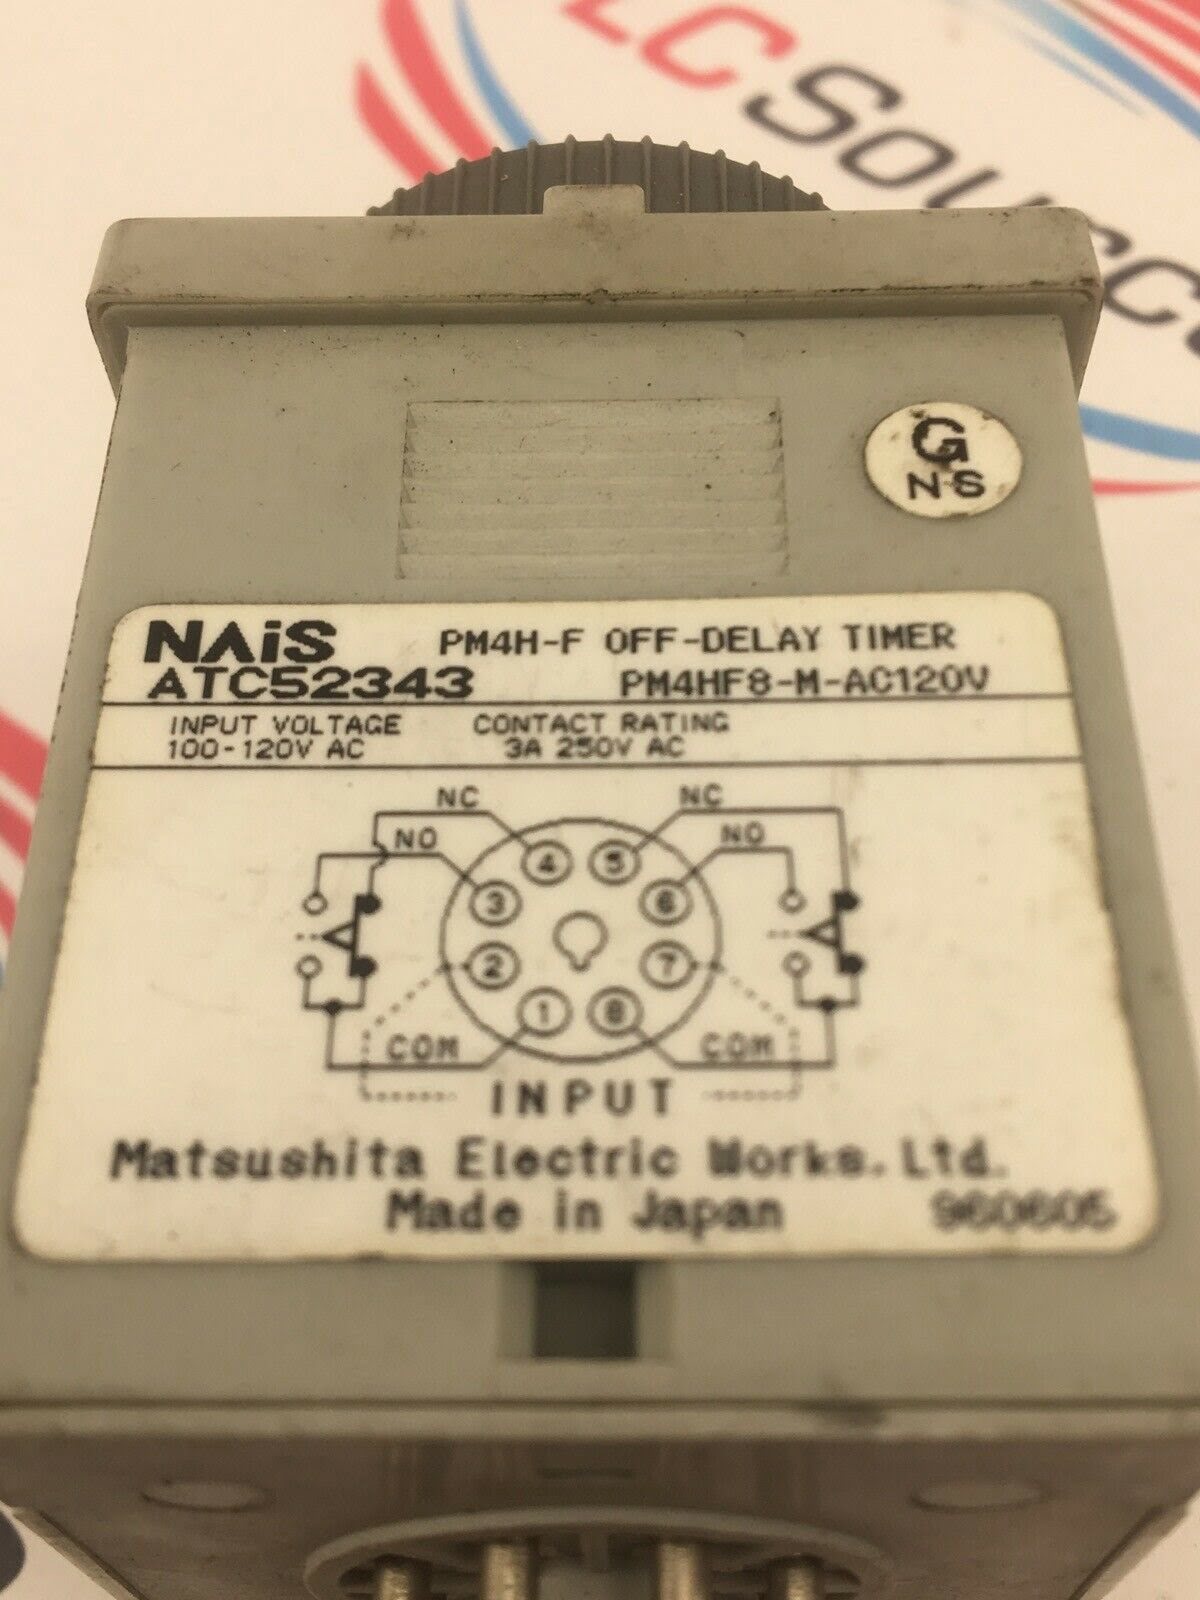 LCSource
G
NS
NAiS PM4H-F OFF-DELAY TIMER
ATC52343 PM4HF8-M-AC120V
INPUT VOLTAGE CONTACT RATING
100-120V AC 3A 250V AC
NC NC
NO NO
4 5
3 6
2 7
1 8
COM COM
INPUT
Matsushita Electric Works. Ltd.
Made in Japan 960605